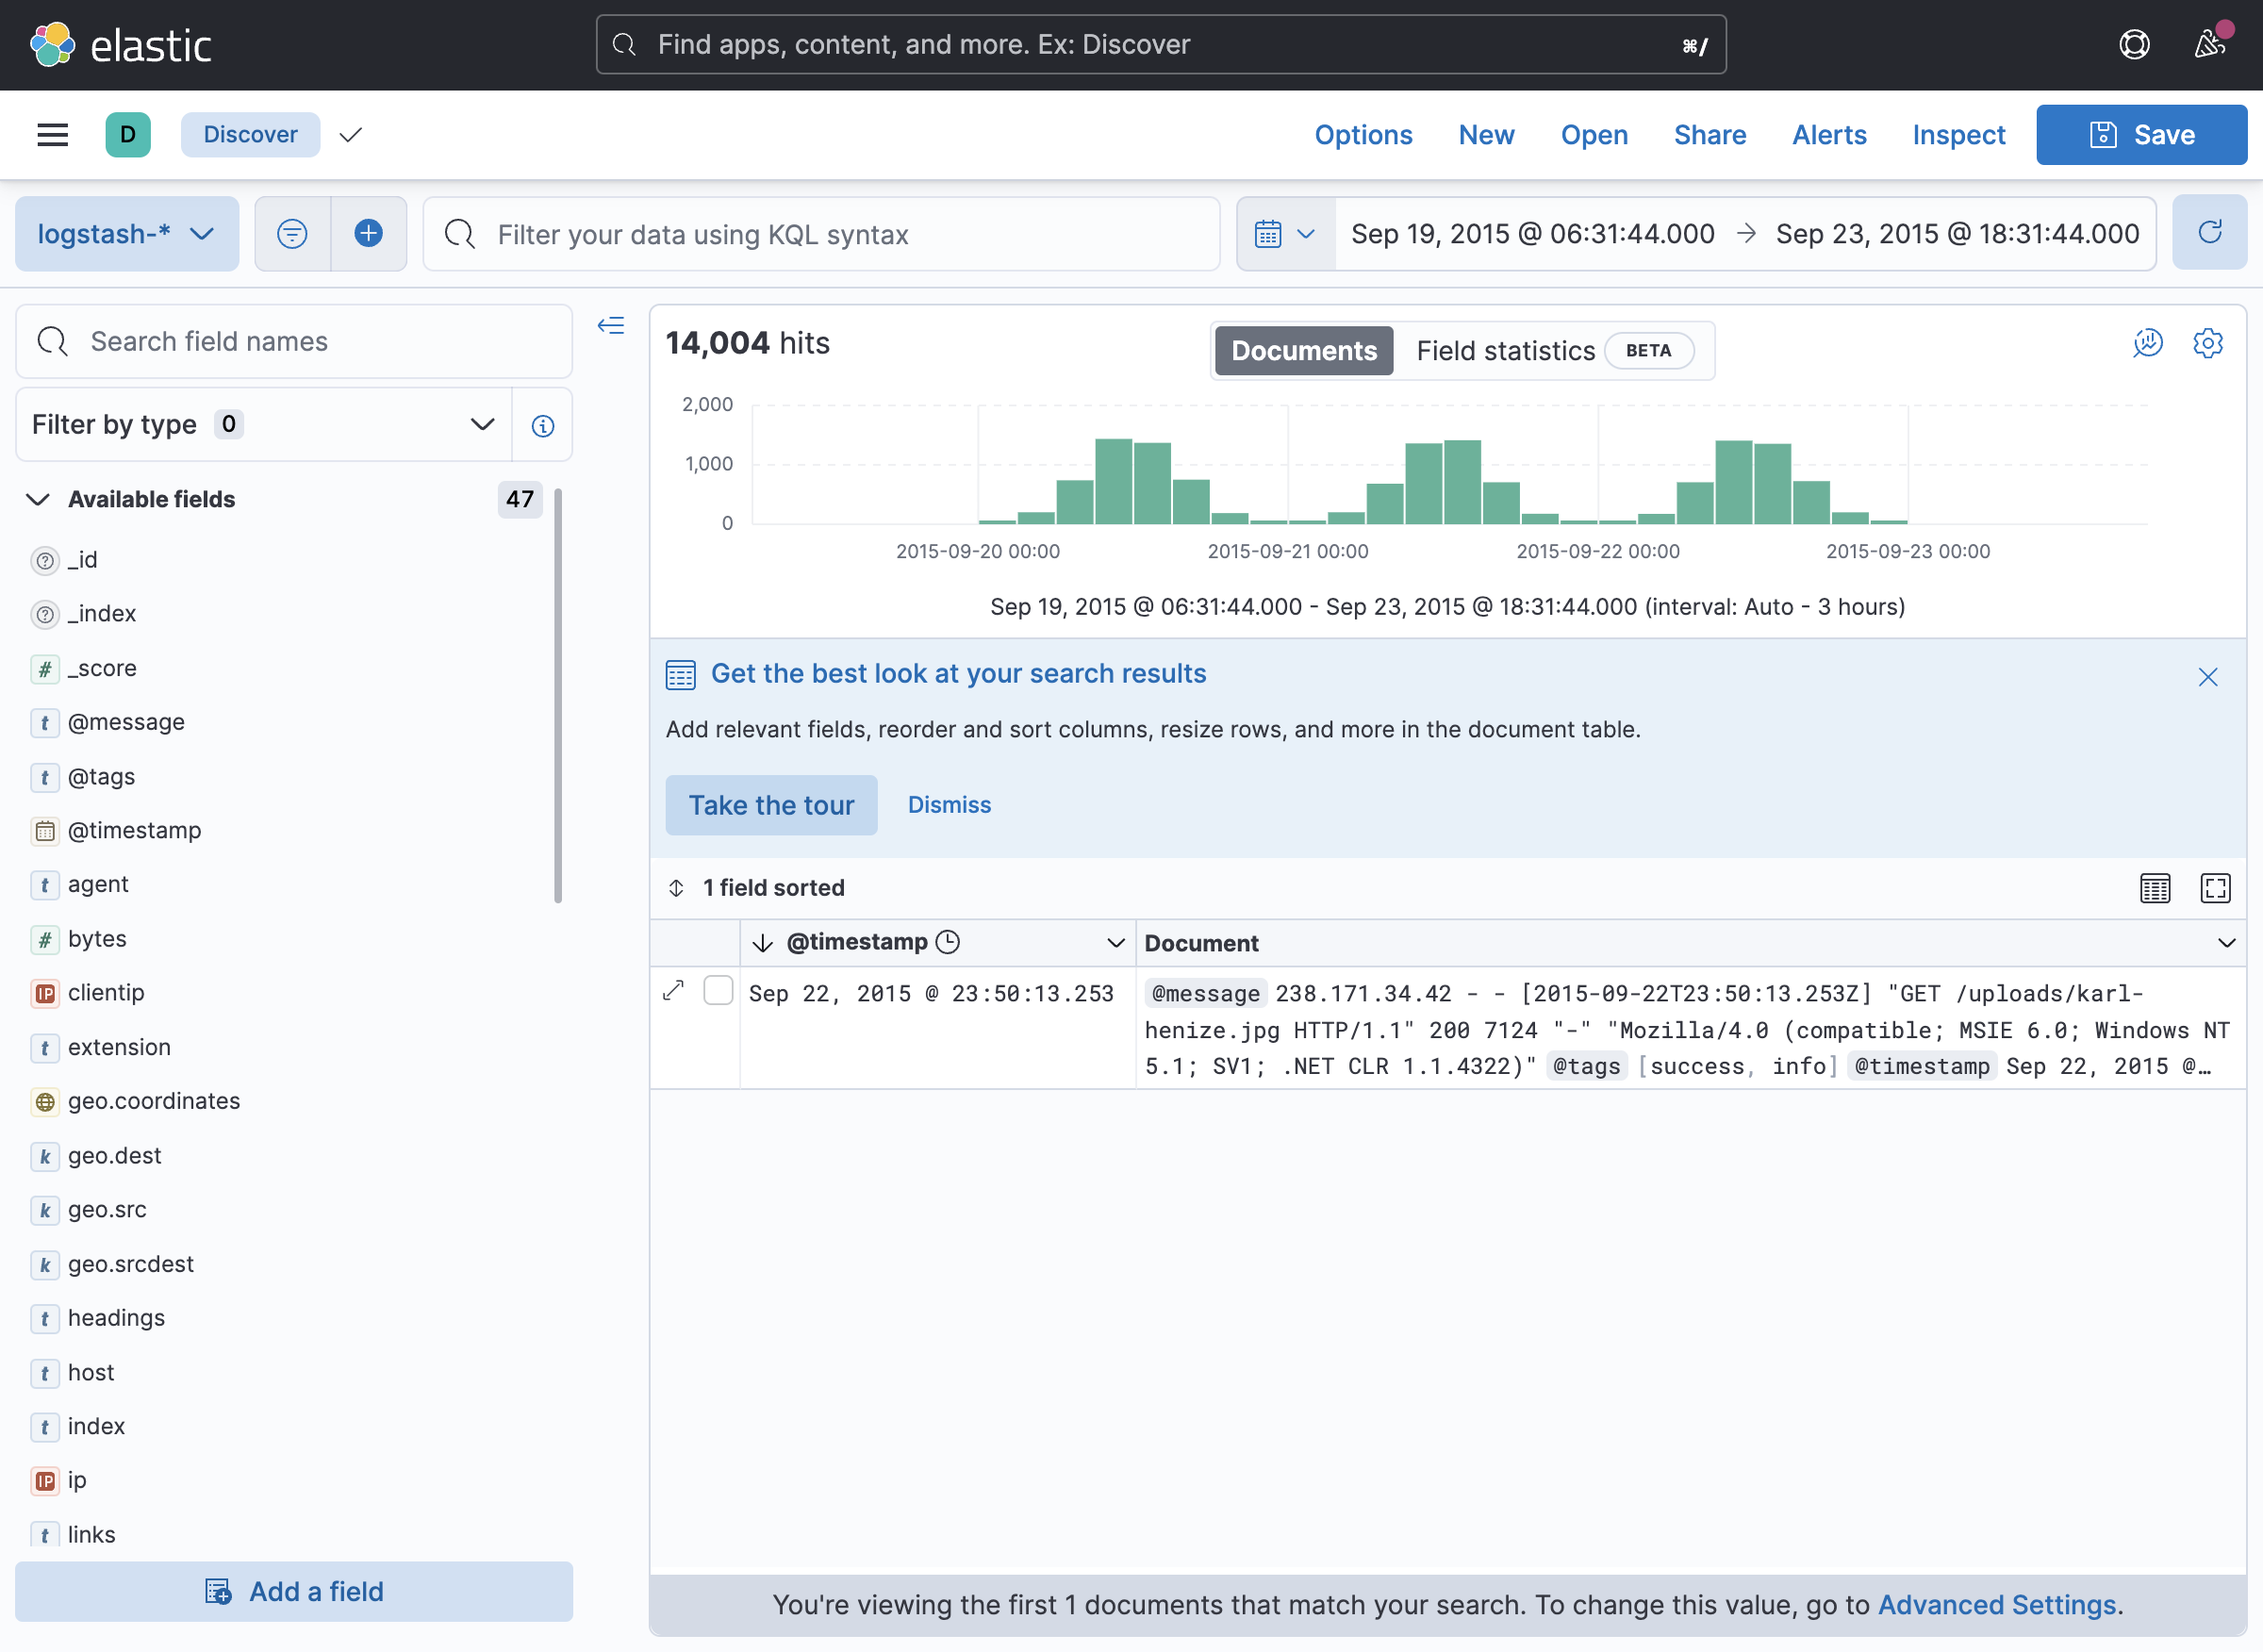 elastic
Find apps, content, and more. Ex: Discover
⌘/
D
Discover
Options
New
Open
Share
Alerts
Inspect
Save
logstash-*
Filter your data using KQL syntax
Sep 19, 2015 @ 06:31:44.000 → Sep 23, 2015 @ 18:31:44.000
Search field names
Filter by type 0
Available fields 47
_id
_index
# _score
t @message
t @tags
@timestamp
t agent
# bytes
IP clientip
t extension
geo.coordinates
k geo.dest
k geo.src
k geo.srcdest
t headings
t host
t index
IP ip
t links
Add a field
14,004 hits
Documents
Field statistics BETA
2,000
1,000
0
2015-09-20 00:00
2015-09-21 00:00
2015-09-22 00:00
2015-09-23 00:00
Sep 19, 2015 @ 06:31:44.000 - Sep 23, 2015 @ 18:31:44.000 (interval: Auto - 3 hours)
Get the best look at your search results
Add relevant fields, reorder and sort columns, resize rows, and more in the document table.
Take the tour
Dismiss
1 field sorted
@timestamp
Document
Sep 22, 2015 @ 23:50:13.253
@message 238.171.34.42 - - [2015-09-22T23:50:13.253Z] "GET /uploads/karl-
henize.jpg HTTP/1.1" 200 7124 "-" "Mozilla/4.0 (compatible; MSIE 6.0; Windows NT
5.1; SV1; .NET CLR 1.1.4322)" @tags [success, info] @timestamp Sep 22, 2015 @…
You're viewing the first 1 documents that match your search. To change this value, go to Advanced Settings.